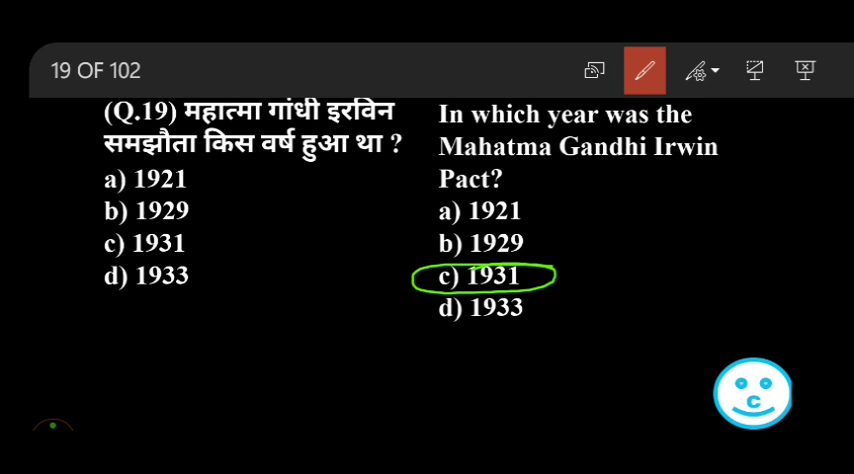 19 OF 102
(Q.19) महात्मा गांधी इरविन
समझौता किस वर्ष हुआ था ?
a) 1921
b) 1929
c) 1931
d) 1933
In which year was the
Mahatma Gandhi Irwin
Pact?
a) 1921
b) 1929
c) 1931
d) 1933
c